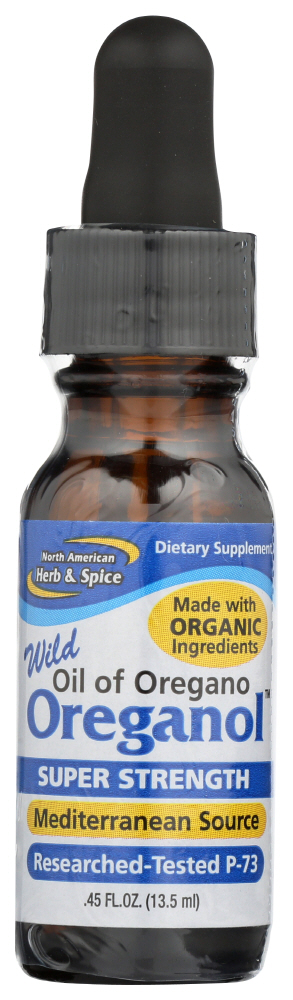 North American
Herb & Spice
Dietary Supplement
Made with
ORGANIC
Ingredients
Wild
Oil of Oregano
Oreganol™
SUPER STRENGTH
Mediterranean Source
Researched-Tested P-73
.45 FL.OZ. (13.5 ml)